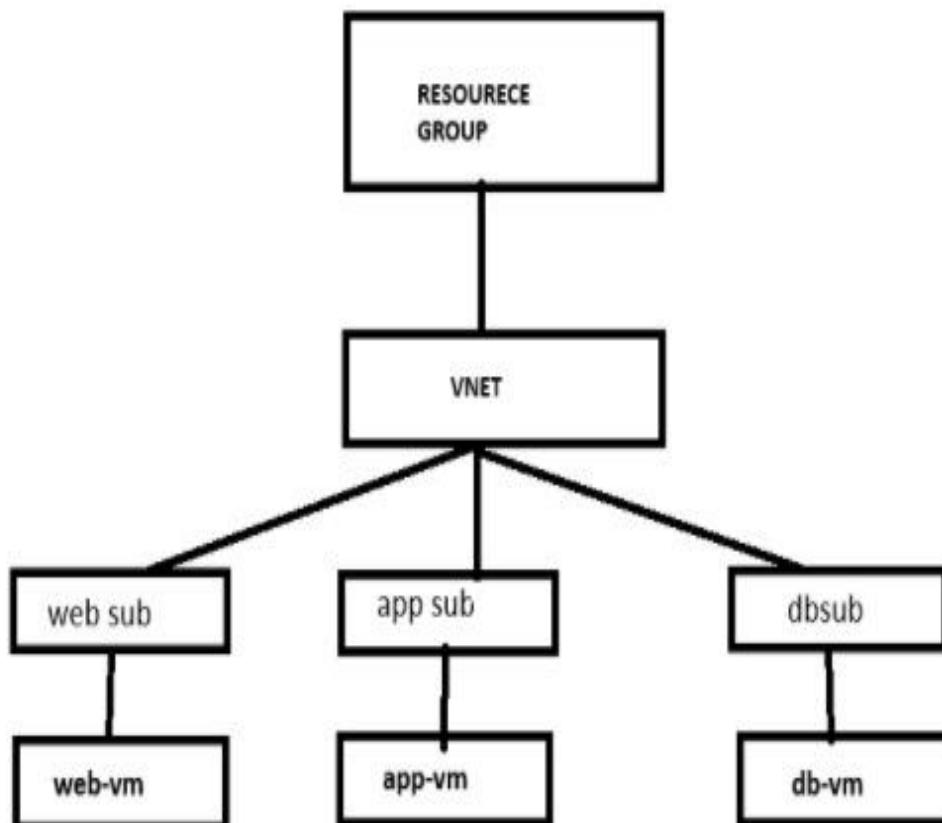 RESOURECE
GROUP
VNET
web sub
app sub
dbsub
web-vm
app-vm
db-vm